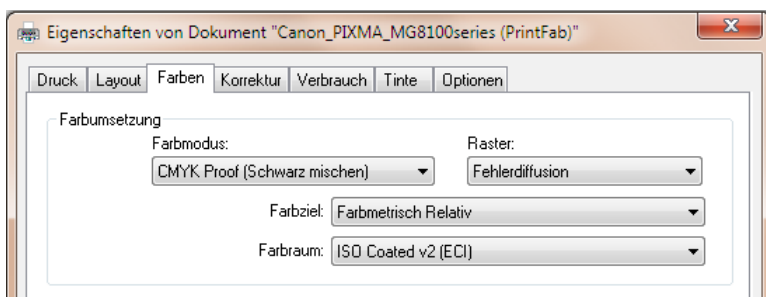 Eigenschaften von Dokument "Canon_PIXMA_MG8100series (PrintFab)"
Druck Layout Farben Korrektur Verbrauch Tinte Optionen
Farbumsetzung
Farbmodus: Raster:
CMYK Proof (Schwarz mischen) Fehlerdiffusion
Farbziel: Farbmetrisch Relativ
Farbraum: ISO Coated v2 (ECI)